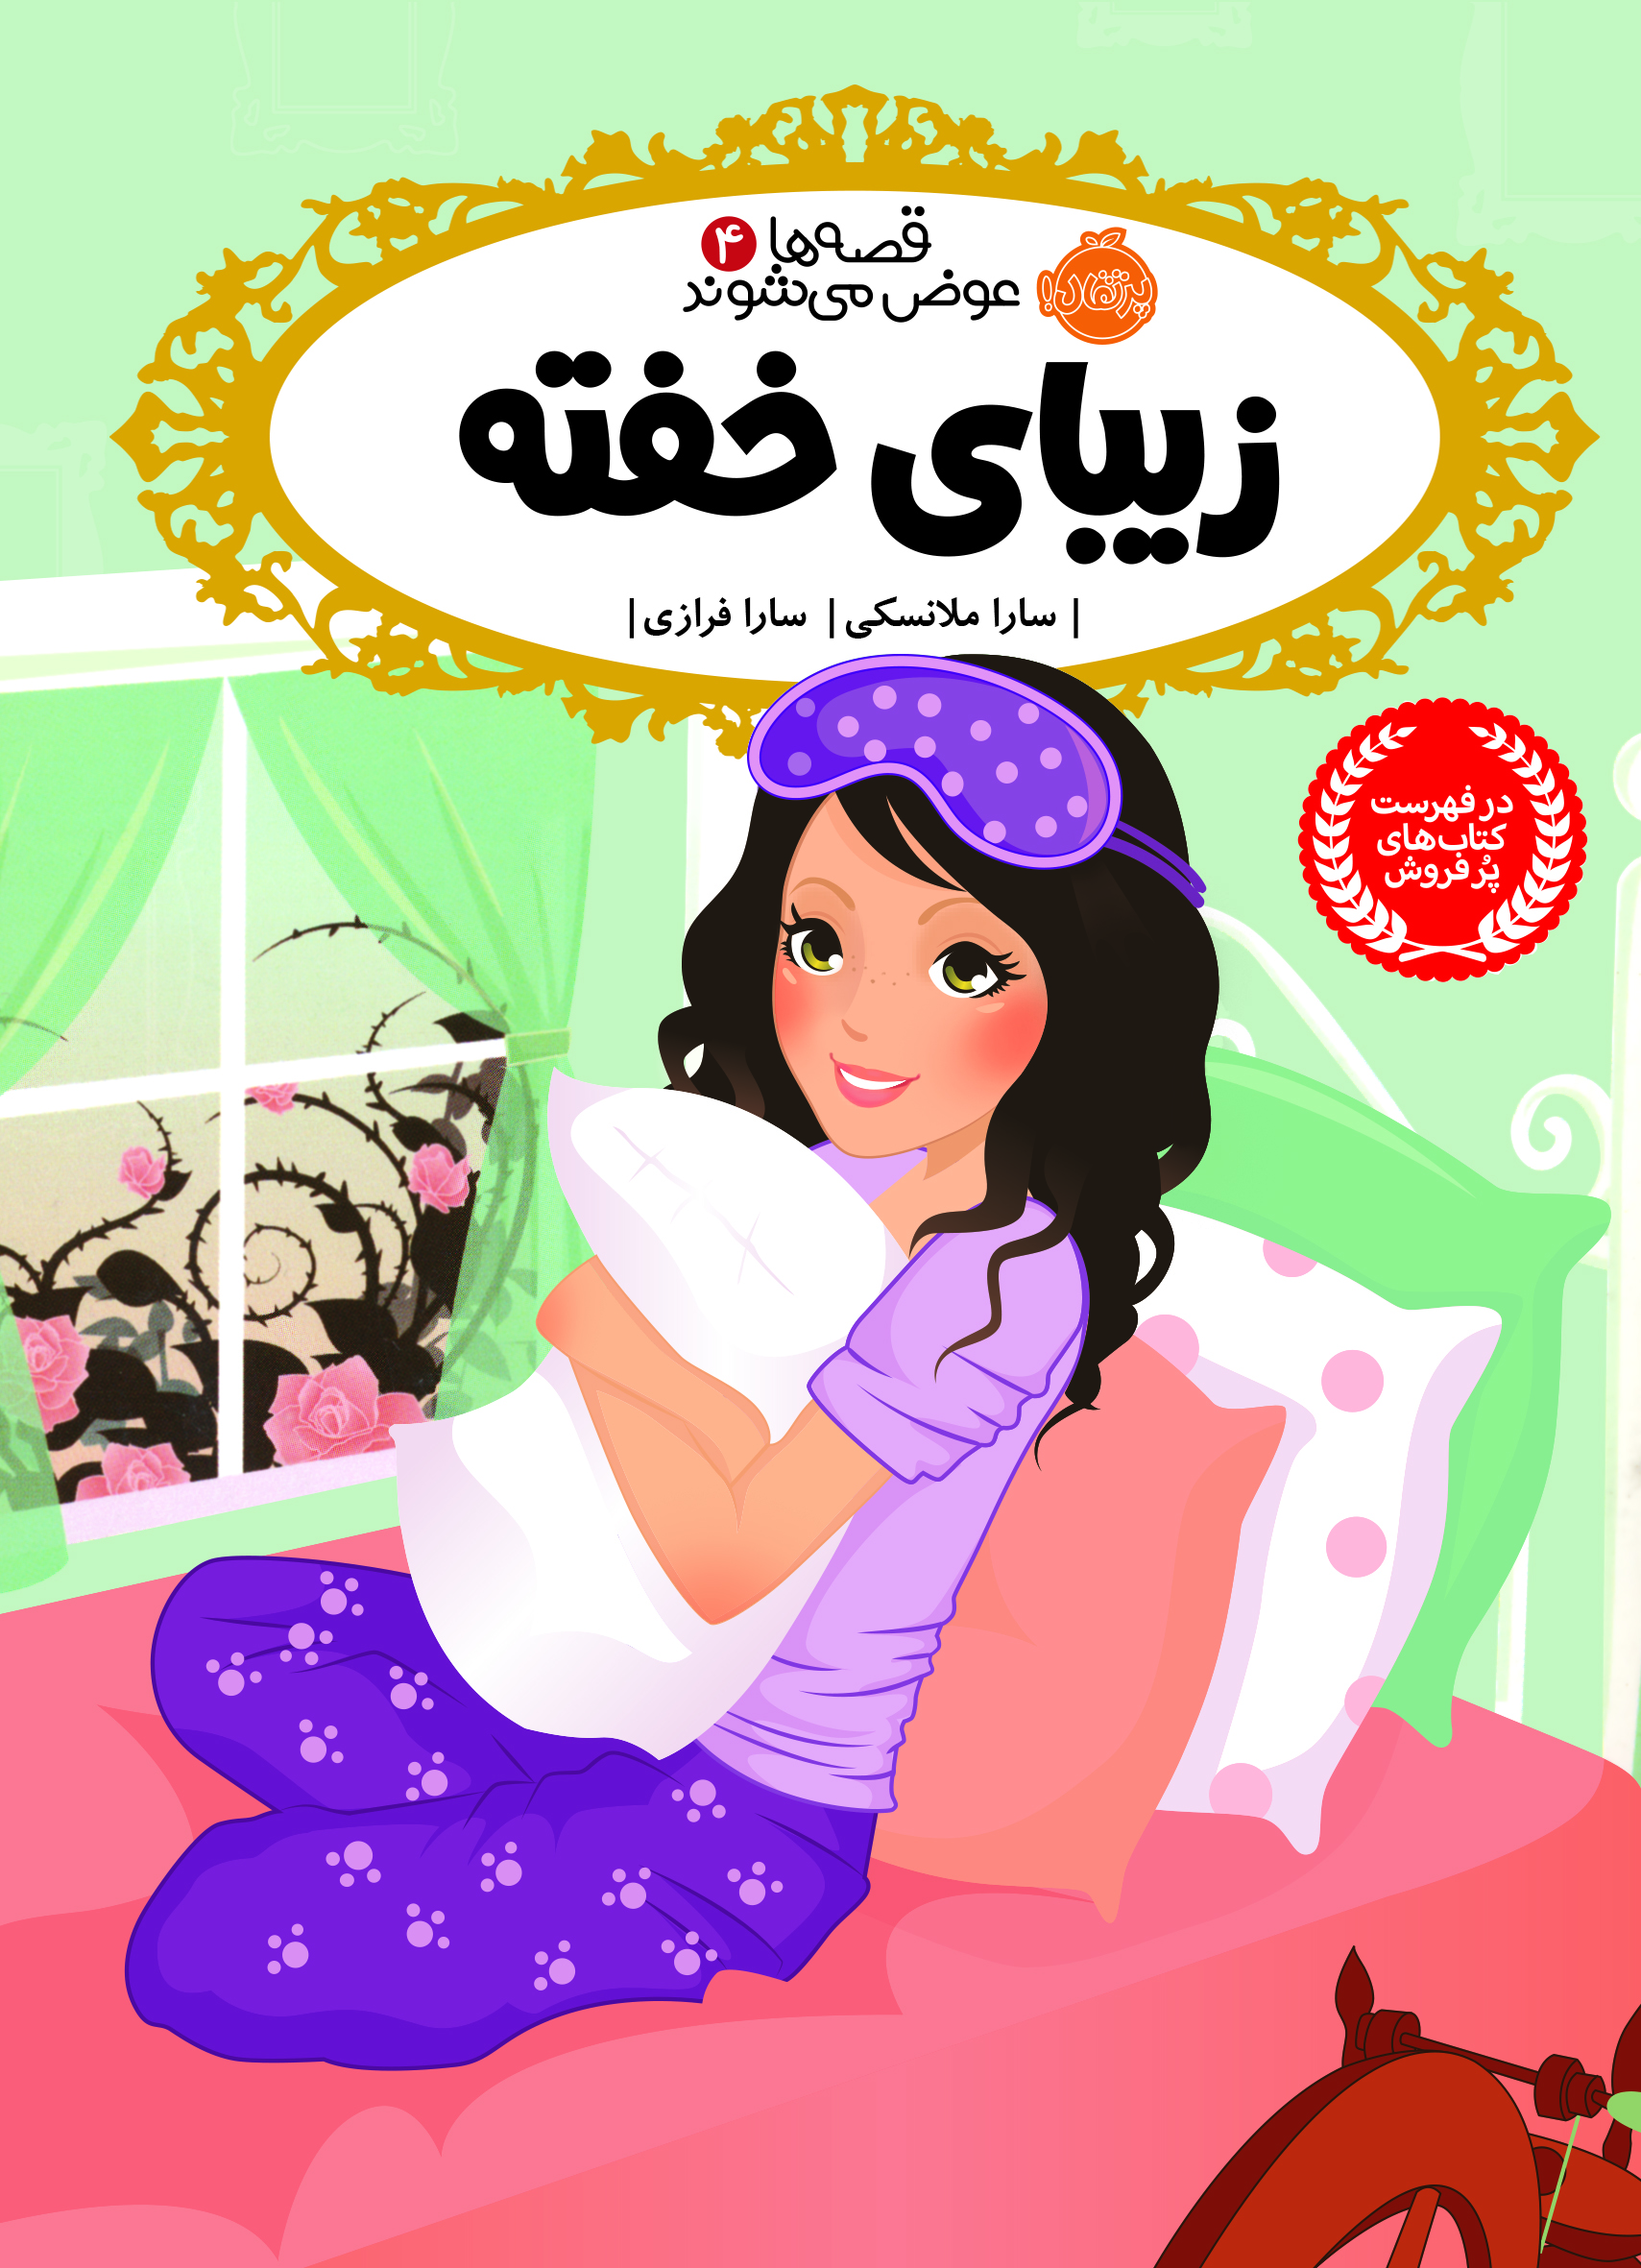 قصه‌ها ۴
عوض می‌شوند
پرتقال!
زیبای خفته
| سارا ملانسکی | سارا فرازی |
در فهرست
کتاب‌های
پُرفروش